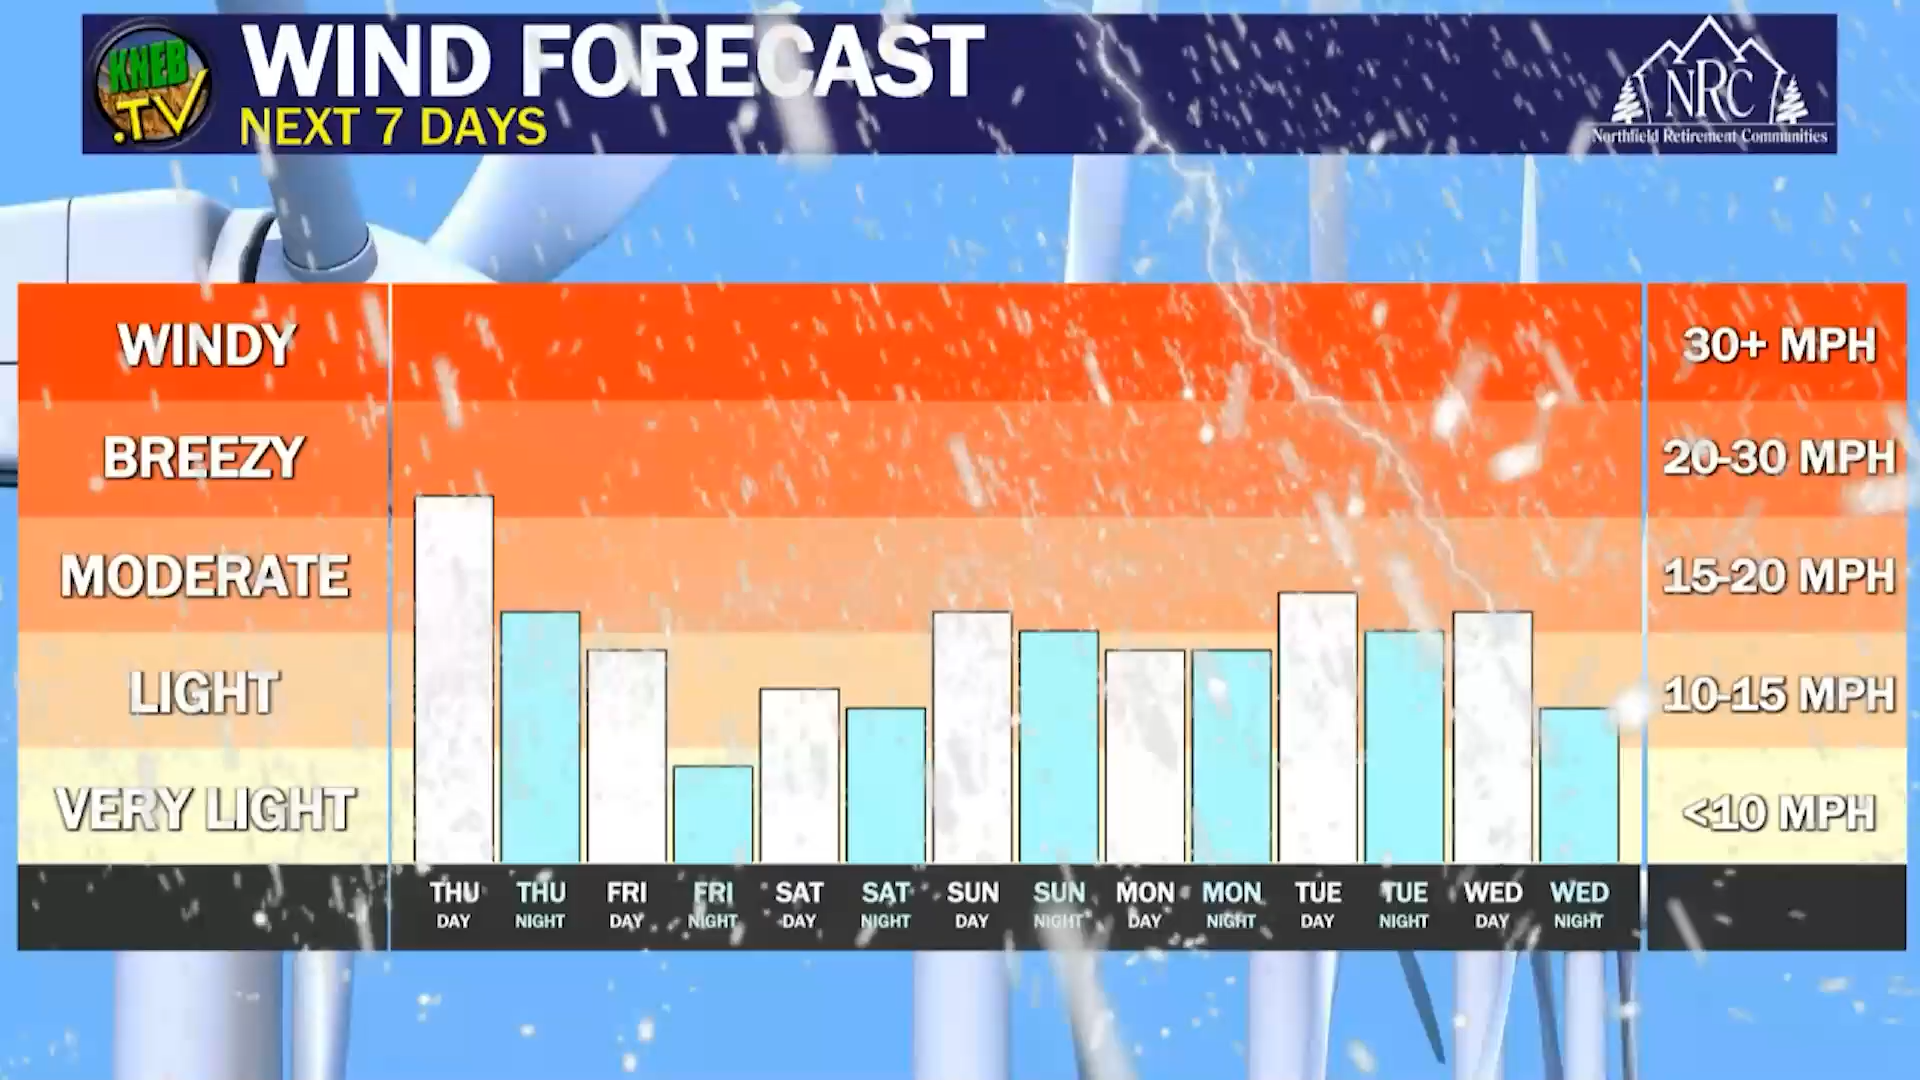 KNEB
.TV
WIND FORECAST
NEXT 7 DAYS
NRC
Northfield Retirement Communities
WINDY
30+ MPH
BREEZY
20-30 MPH
MODERATE
15-20 MPH
LIGHT
10-15 MPH
VERY LIGHT
<10 MPH
THU THU FRI FRI SAT SAT SUN SUN MON MON TUE TUE WED WED
DAY NIGHT DAY NIGHT DAY NIGHT DAY NIGHT DAY NIGHT DAY NIGHT DAY NIGHT